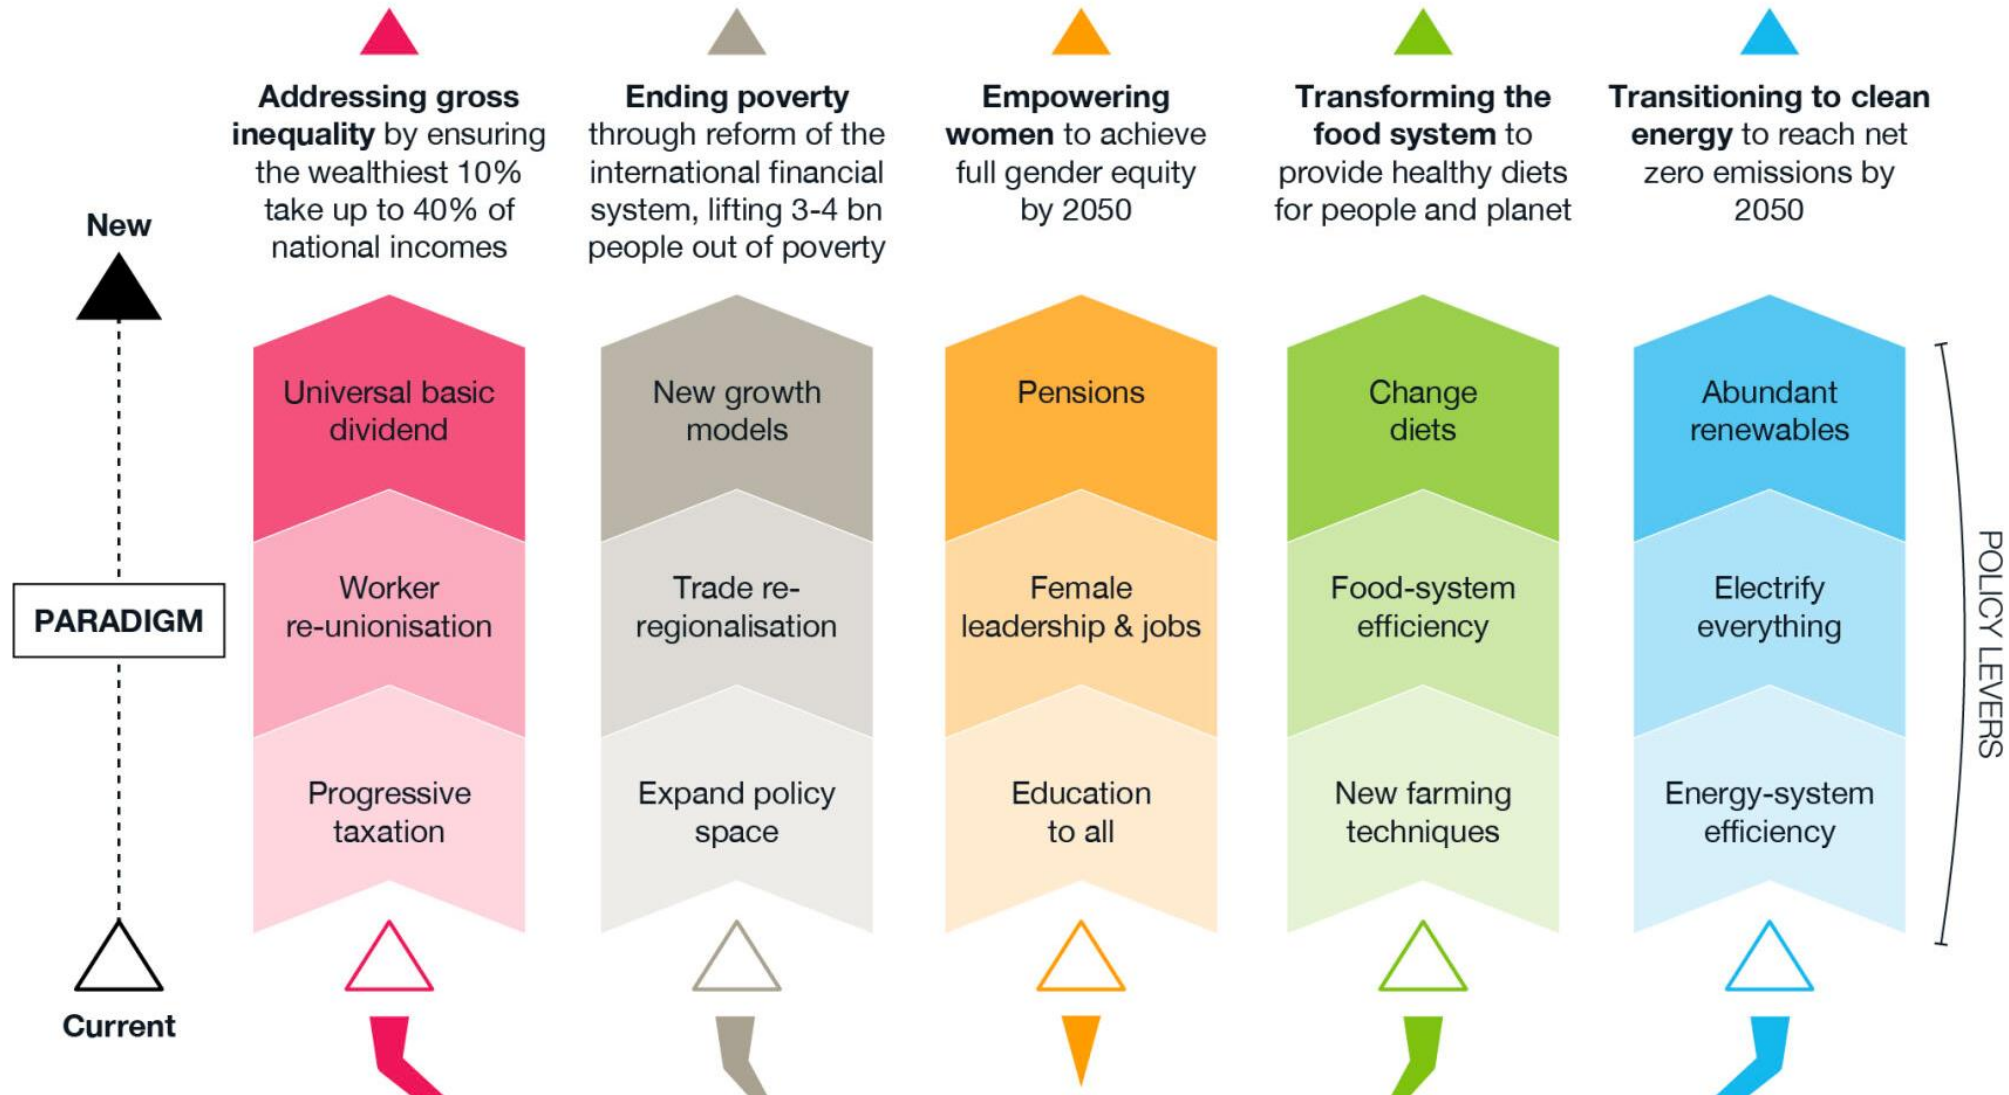 Addressing gross
inequality by ensuring
the wealthiest 10%
take up to 40% of
national incomes
Ending poverty
through reform of the
international financial
system, lifting 3-4 bn
people out of poverty
Empowering
women to achieve
full gender equity
by 2050
Transforming the
food system to
provide healthy diets
for people and planet
Transitioning to clean
energy to reach net
zero emissions by
2050
New
PARADIGM
Current
Universal basic
dividend
Worker
re-unionisation
Progressive
taxation
New growth
models
Trade re-
regionalisation
Expand policy
space
Pensions
Female
leadership & jobs
Education
to all
Change
diets
Food-system
efficiency
New farming
techniques
Abundant
renewables
Electrify
everything
Energy-system
efficiency
POLICY LEVERS